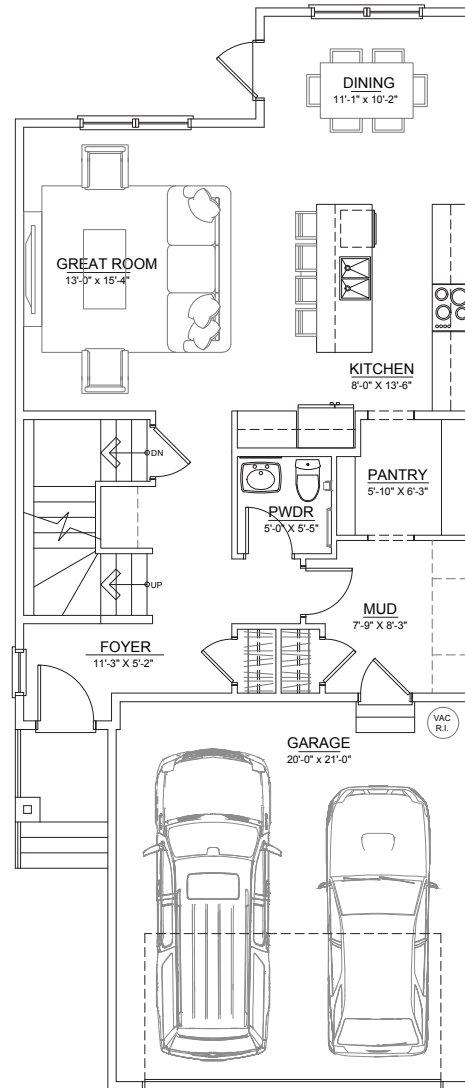 DINING
11'-1" x 10'-2"
GREAT ROOM
13'-0" x 15'-4"
KITCHEN
8'-0" X 13'-6"
DN
PANTRY
5'-10" X 6'-3"
PWDR
5'-0" X 5'-5"
UP
MUD
7'-9" X 8'-3"
FOYER
11'-3" X 5'-2"
VAC
R.I.
GARAGE
20'-0" x 21'-0"